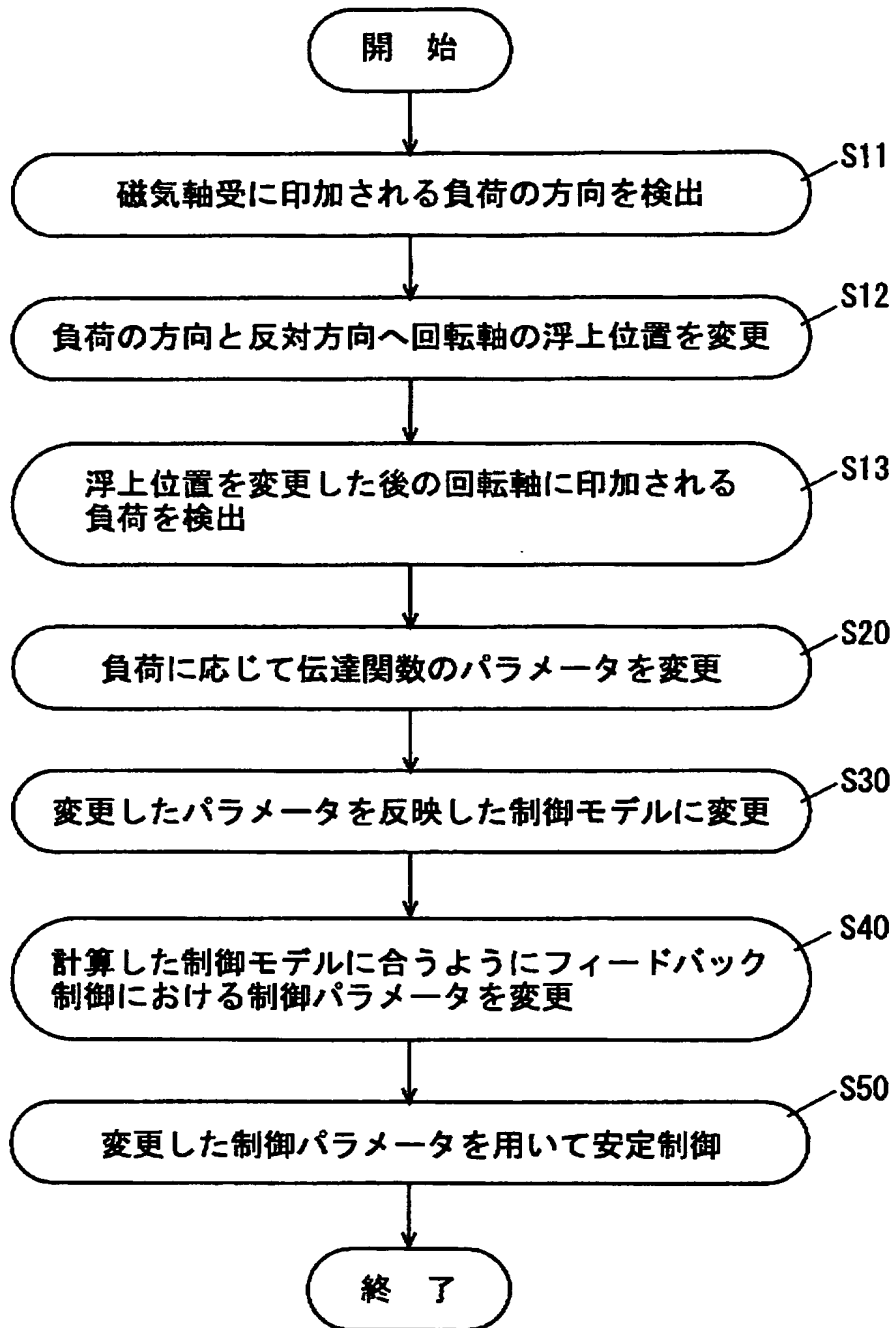 開 始
S11
磁気軸受に印加される負荷の方向を検出
S12
負荷の方向と反対方向へ回転軸の浮上位置を変更
S13
浮上位置を変更した後の回転軸に印加される
負荷を検出
S20
負荷に応じて伝達関数のパラメータを変更
S30
変更したパラメータを反映した制御モデルに変更
S40
計算した制御モデルに合うようにフィードバック
制御における制御パラメータを変更
S50
変更した制御パラメータを用いて安定制御
終 了